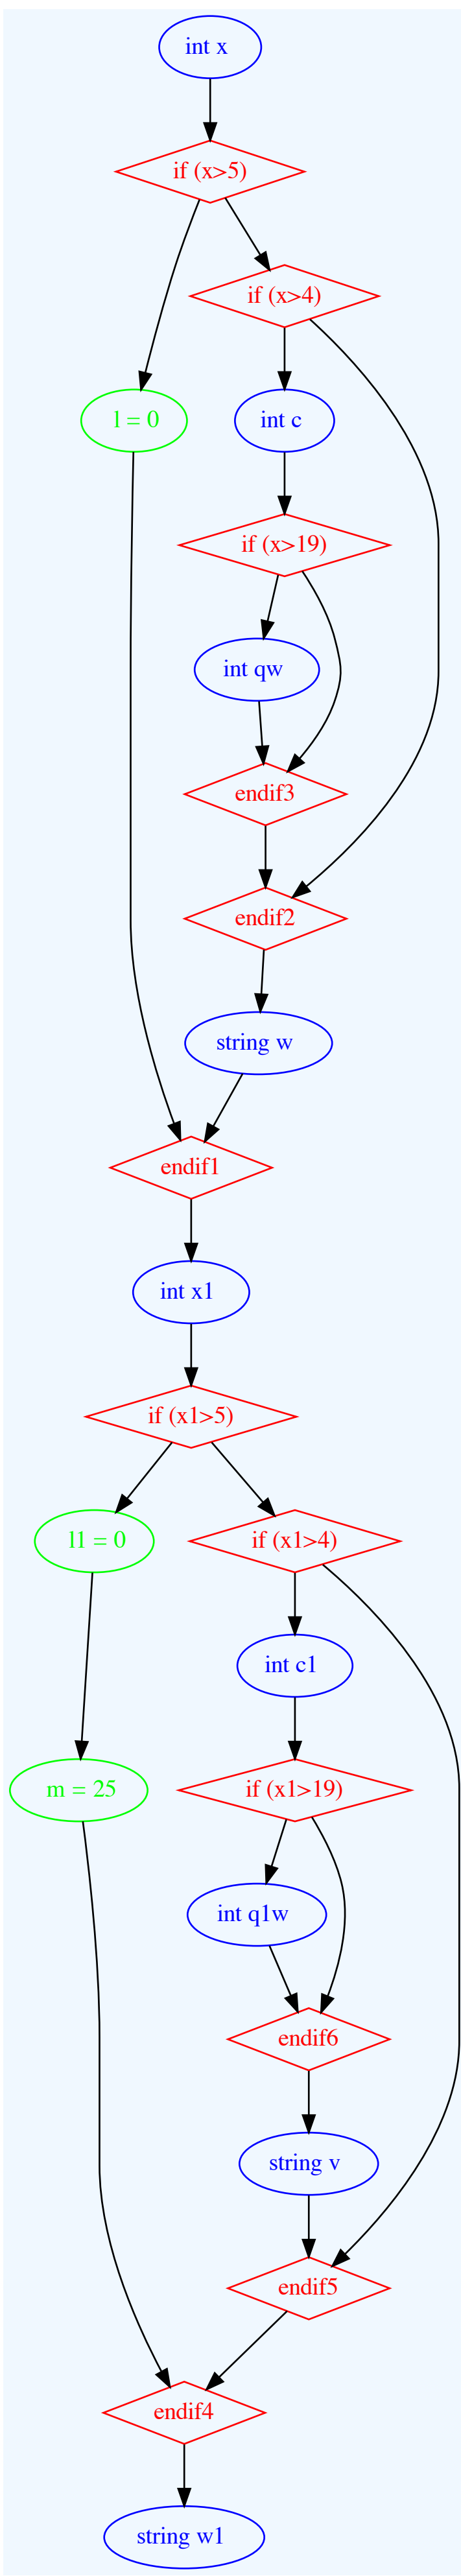 int x
if (x>5)
if (x>4)
l = 0
int c
if (x>19)
int qw
endif3
endif2
string w
endif1
int x1
if (x1>5)
l1 = 0
if (x1>4)
int c1
m = 25
if (x1>19)
int q1w
endif6
string v
endif5
endif4
string w1